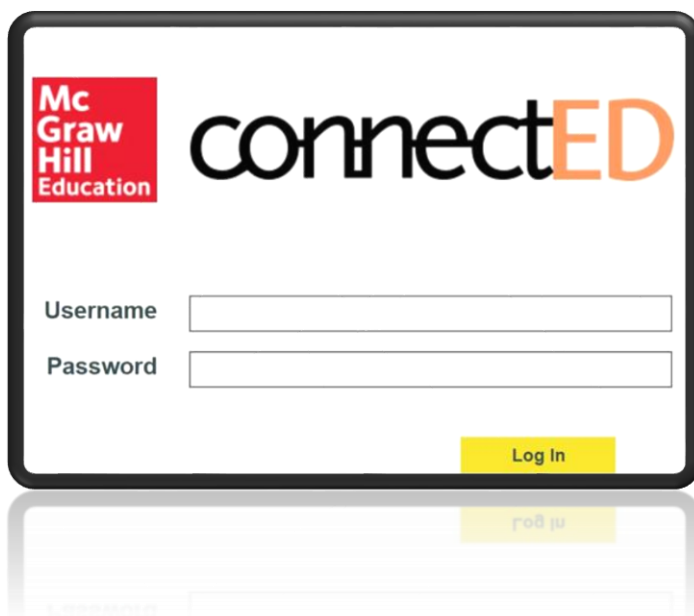 Mc
Graw
Hill
Education
connectED
Username
Password
Log In